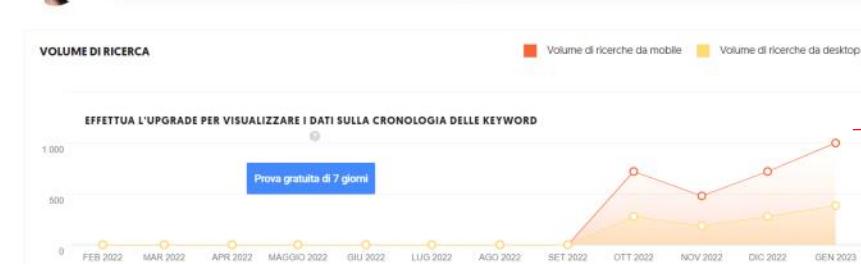 VOLUME DI RICERCA
Volume di ricerche da mobile
Volume di ricerche da desktop
EFFETTUA L'UPGRADE PER VISUALIZZARE I DATI SULLA CRONOLOGIA DELLE KEYWORD
?
1 000
Prova gratuita di 7 giorni
500
0
FEB 2022 MAR 2022 APR 2022 MAGGIO 2022 GIU 2022 LUG 2022 AGO 2022 SET 2022 OTT 2022 NOV 2022 DIC 2022 GEN 2023